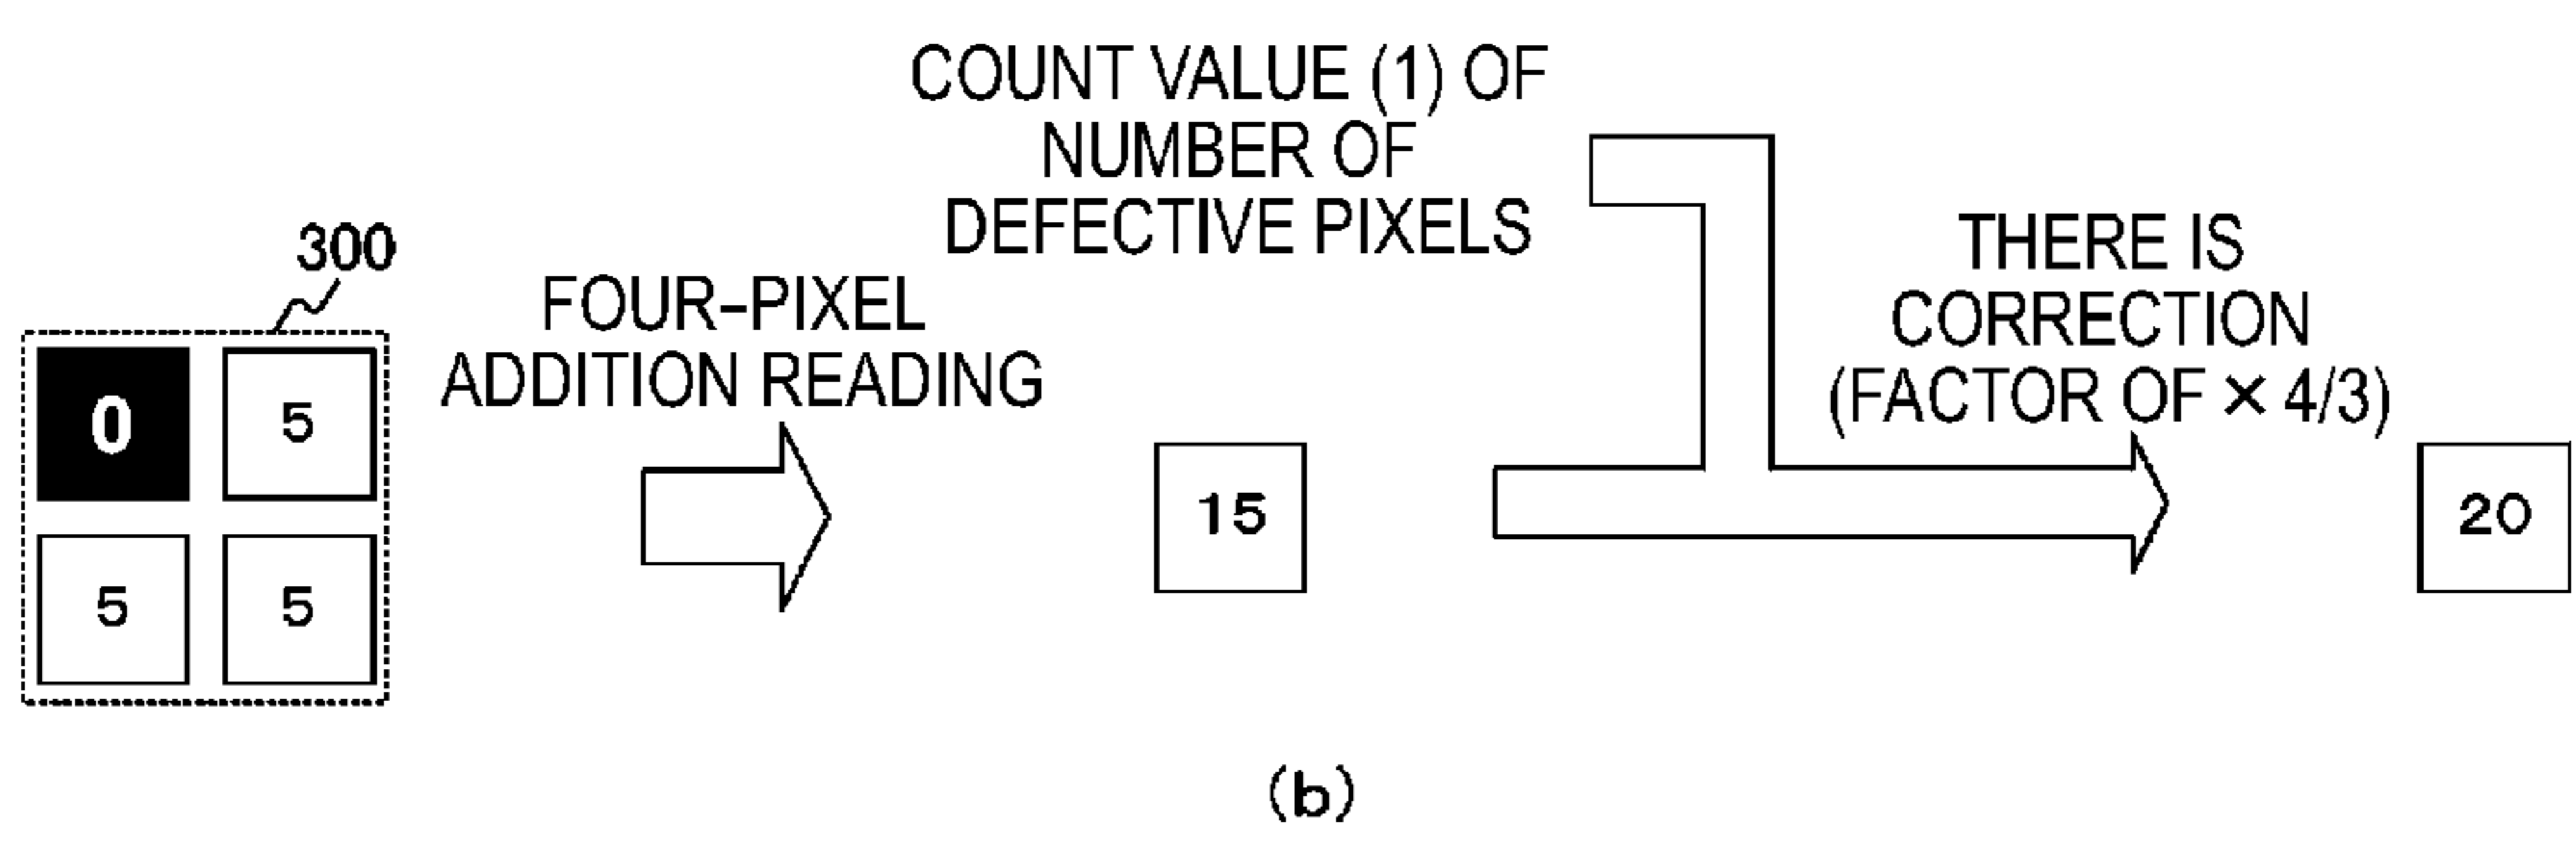 COUNT VALUE (1) OF
NUMBER OF
DEFECTIVE PIXELS
300
FOUR-PIXEL
ADDITION READING
THERE IS
CORRECTION
(FACTOR OF × 4/3)
0 5
5 5
15
20
(b)